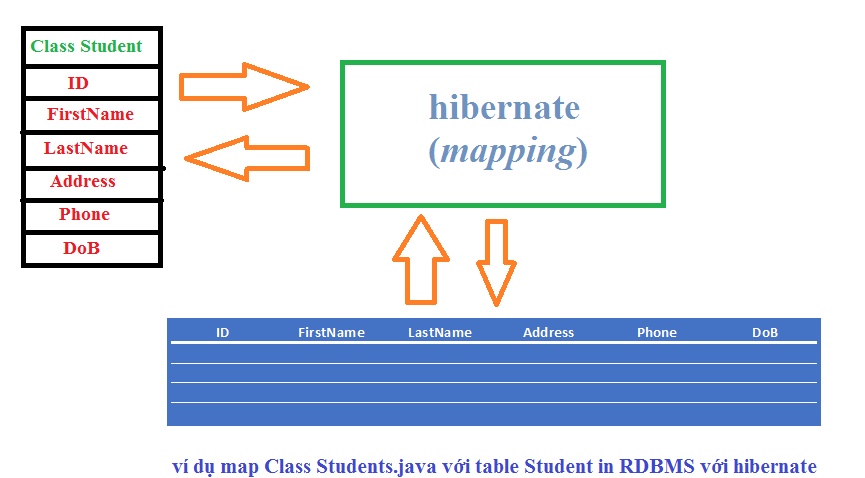 Class Student
ID
FirstName
LastName
Address
Phone
DoB
hibernate
(mapping)
ID FirstName LastName Address Phone DoB
ví dụ map Class Students.java với table Student in RDBMS với hibernate